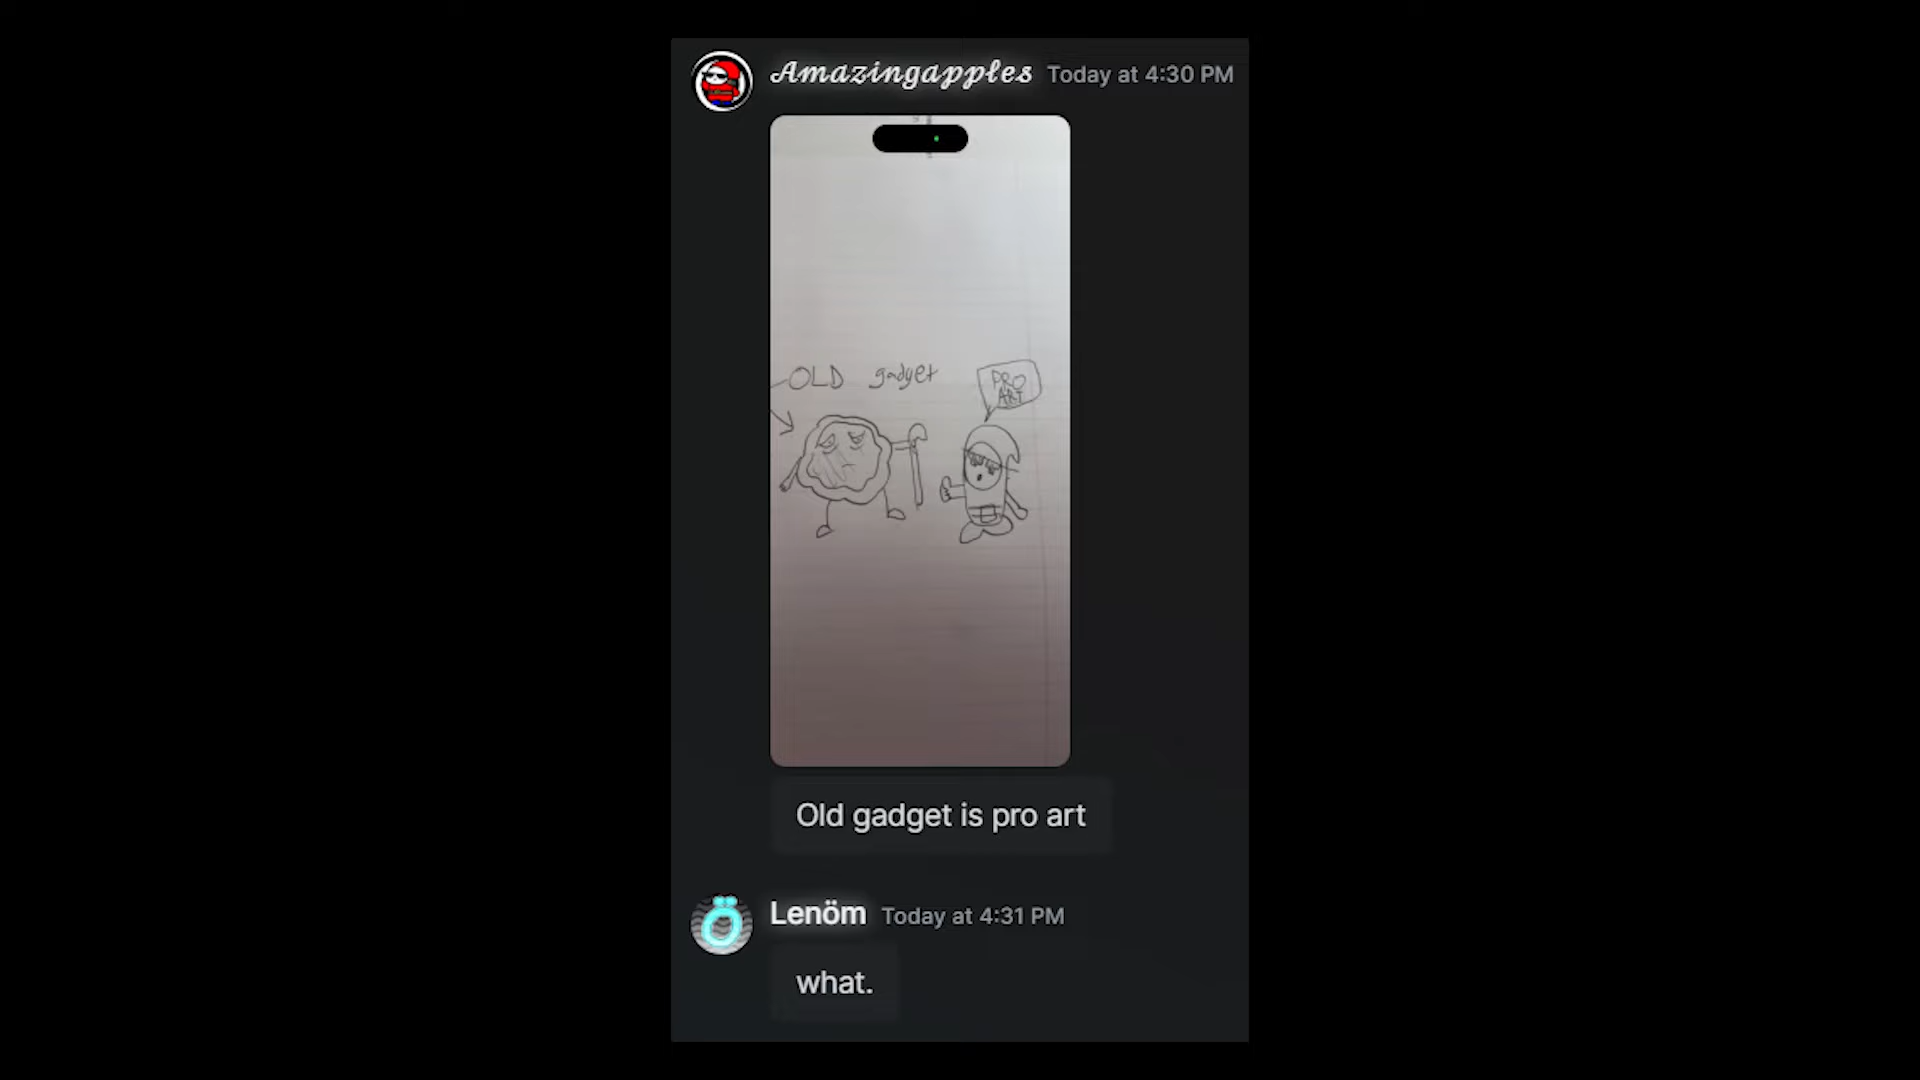 Amazingapples Today at 4:30 PM
OLD gadget
PRO
ART
Old gadget is pro art
Lenöm Today at 4:31 PM
what.